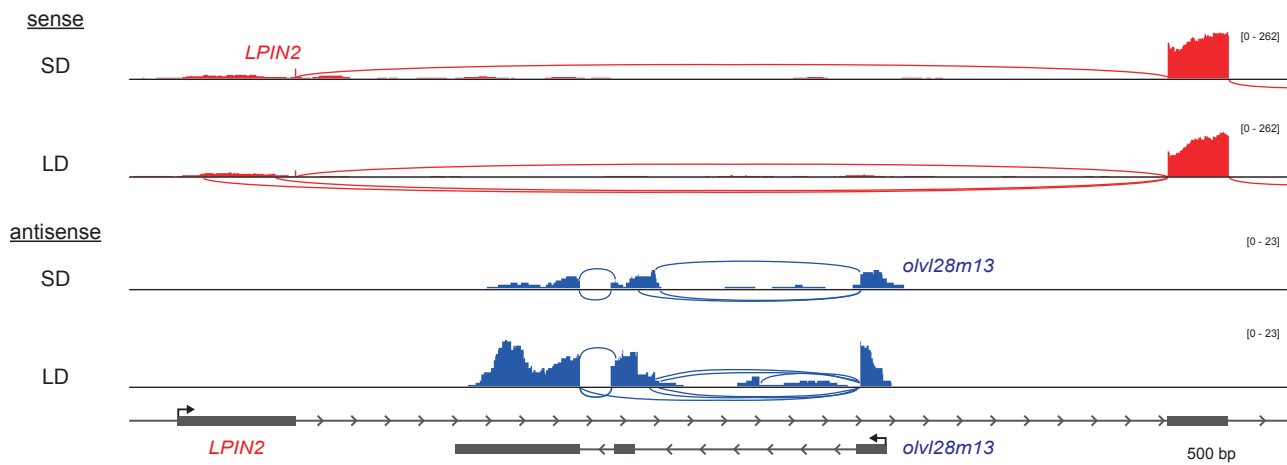 sense
[0 - 262]
LPIN2
SD
[0 - 262]
LD
antisense
[0 - 23]
SD
olvl28m13
[0 - 23]
LD
LPIN2
olvl28m13
500 bp